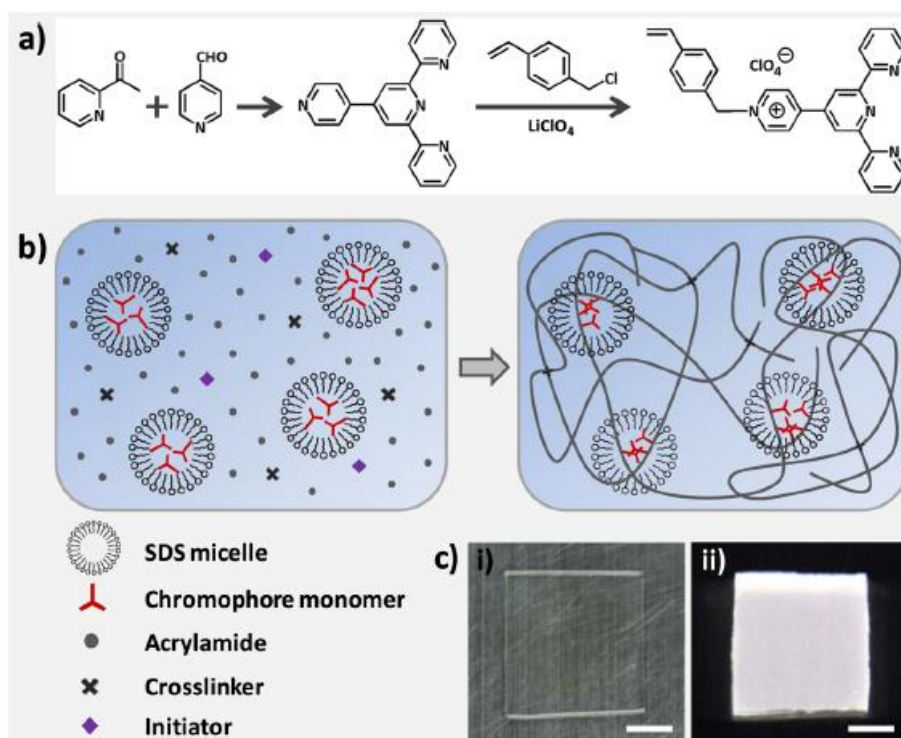 a)
O
CHO
N
N
N
N
N
N
Cl
LiClO₄
ClO₄⊖
N
N
N
N
+
b)
SDS micelle
Chromophore monomer
Acrylamide
Crosslinker
Initiator
c)
i)
ii)